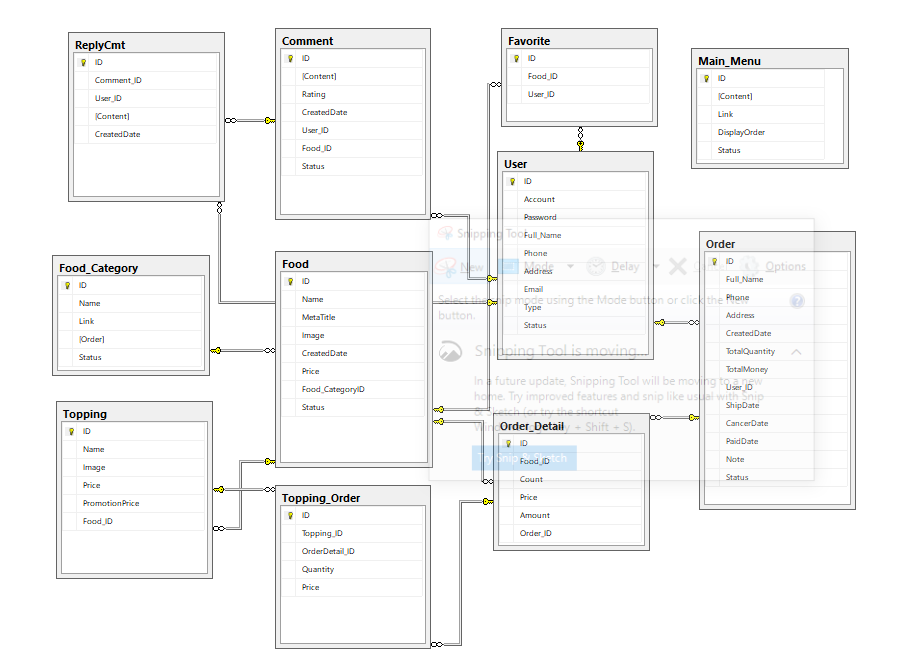 ReplyCmt
ID
Comment_ID
User_ID
[Content]
CreatedDate
Comment
ID
[Content]
Rating
CreatedDate
User_ID
Food_ID
Status
Favorite
ID
Food_ID
User_ID
Main_Menu
ID
[Content]
Link
DisplayOrder
Status
User
ID
Account
Password
Full_Name
Phone
Address
Email
Type
Status
Food_Category
ID
Name
Link
[Order]
Status
Food
ID
Name
MetaTitle
Image
CreatedDate
Price
Food_CategoryID
Status
Order
ID
Full_Name
Phone
Address
CreatedDate
TotalQuantity
TotalMoney
User_ID
ShipDate
CancerDate
PaidDate
Note
Status
Topping
ID
Name
Image
Price
PromotionPrice
Food_ID
Topping_Order
ID
Topping_ID
OrderDetail_ID
Quantity
Price
Order_Detail
ID
Food_ID
Count
Price
Amount
Order_ID
Snipping Tool
New Mode Delay Options
Select the snip mode using the Mode button or click the New
button.
Snipping Tool is moving...
In a future update, Snipping Tool will be moving to a new
home. Try improved features and snip like usual with Snip
& Sketch (or try the shortcut
+ Shift + S).
Try Snip & Sketch